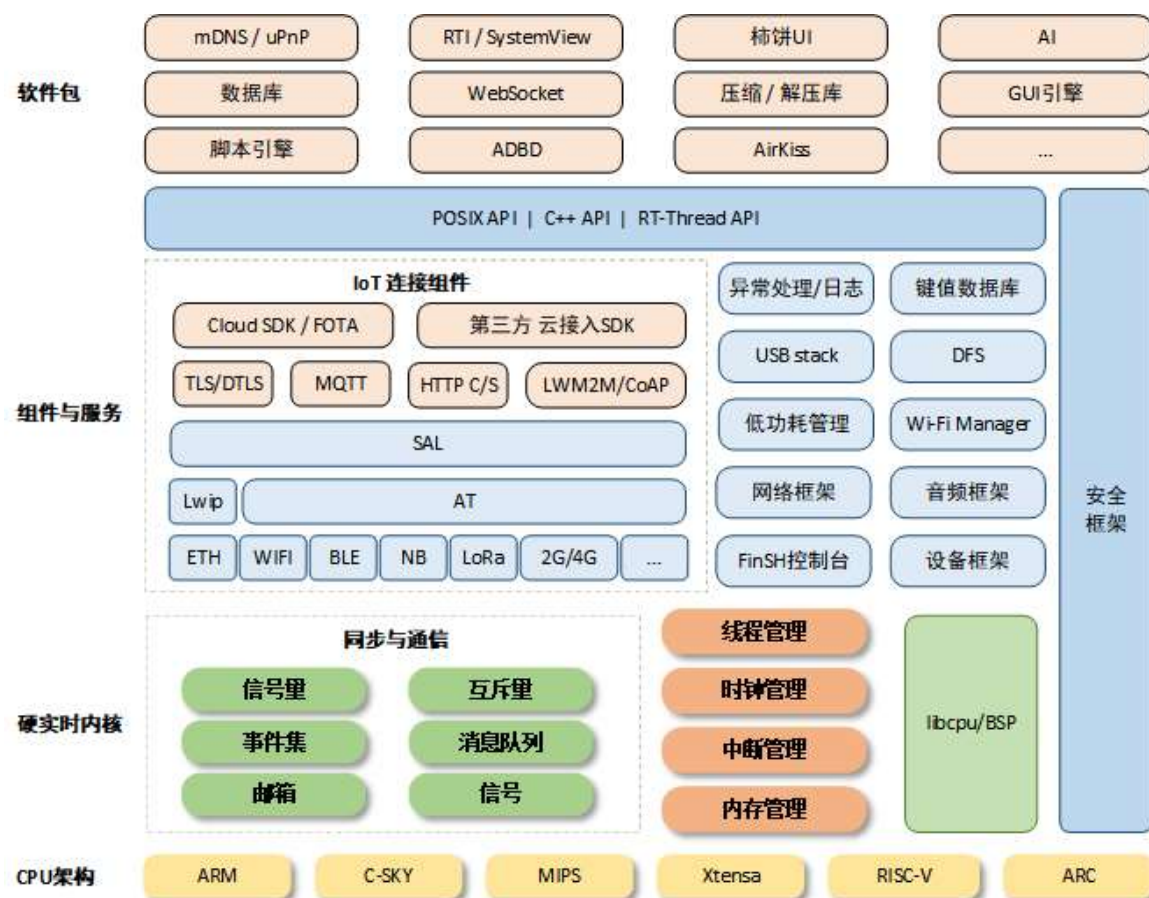 mDNS / uPnP
RTI / SystemView
柿饼UI
AI
软件包
数据库
WebSocket
压缩 / 解压库
GUI引擎
脚本引擎
ADBD
AirKiss
...
POSIX API | C++ API | RT-Thread API
IoT 连接组件
Cloud SDK / FOTA
第三方 云接入SDK
TLS/DTLS
MQTT
HTTP C/S
LWM2M/CoAP
SAL
Lwip
AT
ETH
WIFI
BLE
NB
LoRa
2G/4G
...
组件与服务
异常处理/日志
键值数据库
USB stack
DFS
低功耗管理
Wi-Fi Manager
网络框架
音频框架
FinSH控制台
设备框架
安全
框架
硬实时内核
同步与通信
信号量
互斥量
事件集
消息队列
邮箱
信号
线程管理
时钟管理
中断管理
内存管理
libcpu/BSP
CPU架构
ARM
C-SKY
MIPS
Xtensa
RISC-V
ARC